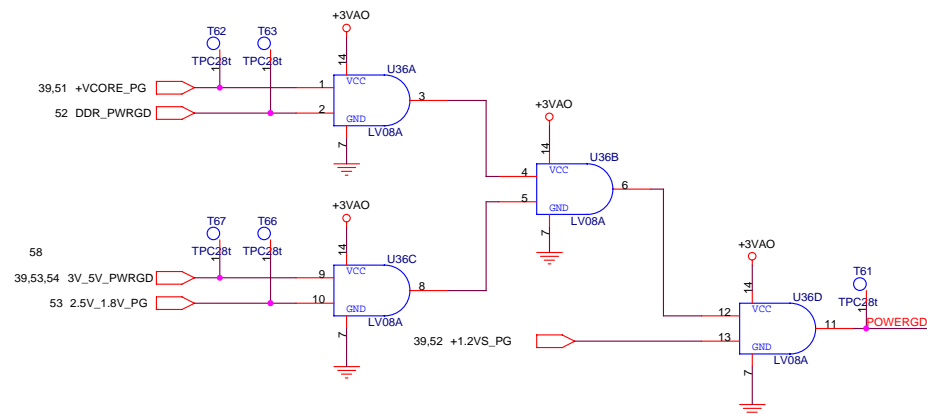 +3VAO
T62 T63
TPC28t TPC28t
1 1
14
U36A
VCC
39,51 +VCORE_PG 1
3
52 DDR_PWRGD 2
GND
LV08A
7
+3VAO
14
U36B
VCC
4
6
5
GND
LV08A
7
+3VAO
T67 T66
TPC28t TPC28t
1 1
58
14
U36C
VCC
39,53,54 3V_5V_PWRGD 9
8
53 2.5V_1.8V_PG 10
GND
LV08A
7
+3VAO
T61
TPC28t
1
14
U36D
VCC
12
11 POWERGD
39,52 +1.2VS_PG 13
GND
LV08A
7